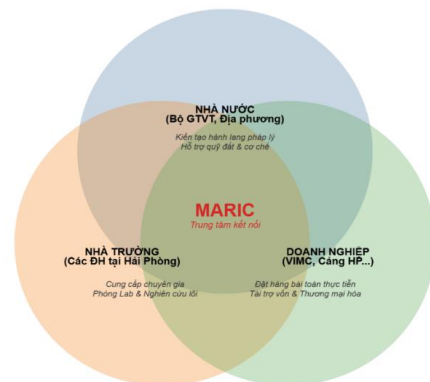 NHÀ NƯỚC
(Bộ GTVT, Địa phương)
Kiến tạo hành lang pháp lý
Hỗ trợ quỹ đất & cơ chế
MARIC
Trung tâm kết nối
NHÀ TRƯỜNG
(Các ĐH tại Hải Phòng)
Cung cấp chuyên gia
Phòng Lab & Nghiên cứu lõi
DOANH NGHIỆP
(VIMC, Cảng HP...)
Đặt hàng bài toán thực tiễn
Tài trợ vốn & Thương mại hóa